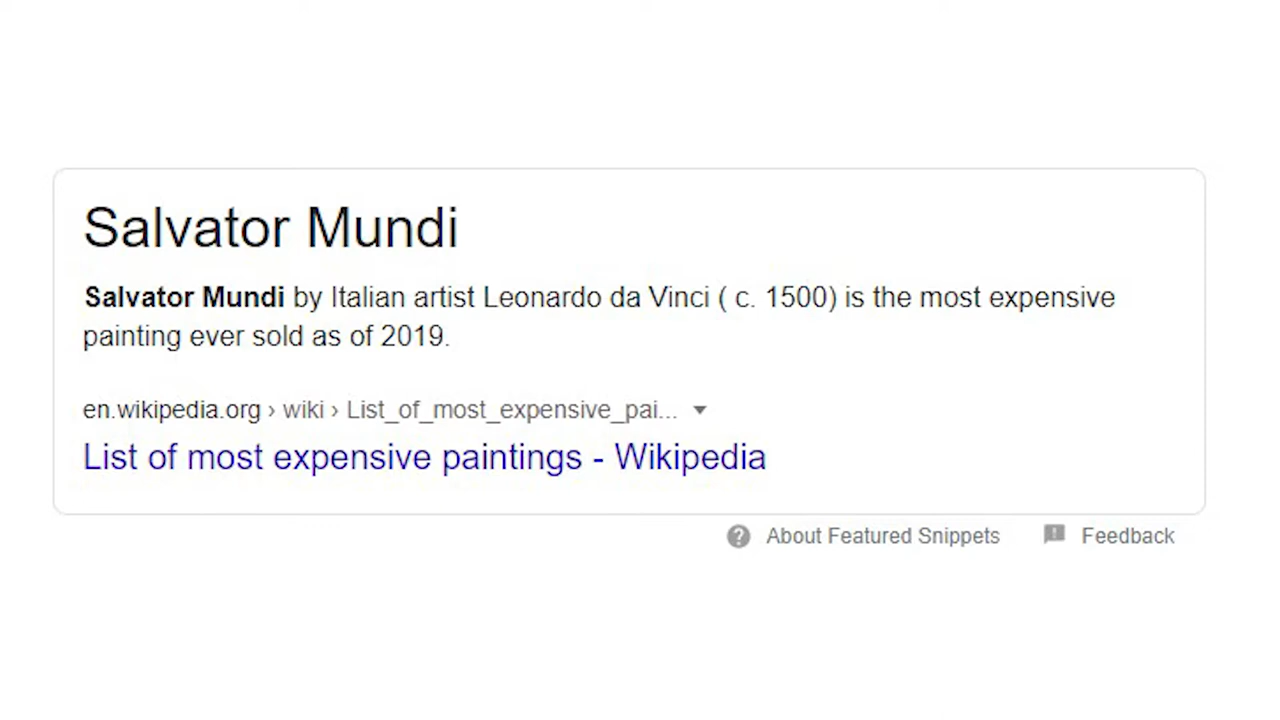 Salvator Mundi
Salvator Mundi by Italian artist Leonardo da Vinci ( c. 1500) is the most expensive
painting ever sold as of 2019.
en.wikipedia.org › wiki › List_of_most_expensive_pai...
List of most expensive paintings - Wikipedia
About Featured Snippets Feedback